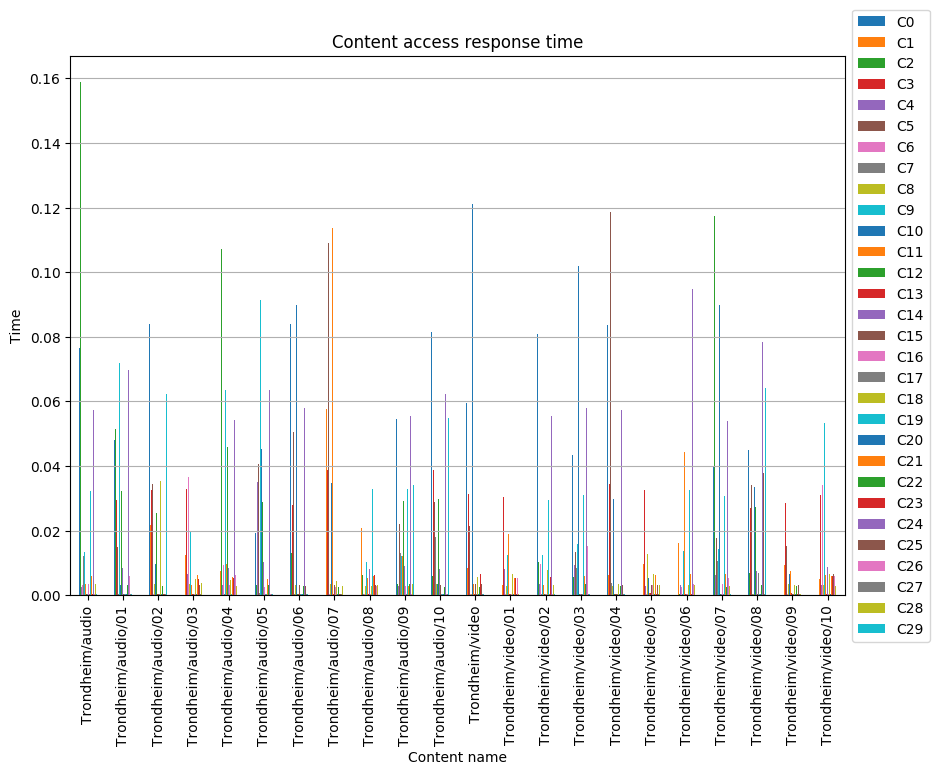 Content access response time
Time
0.16
0.14
0.12
0.10
0.08
0.06
0.04
0.02
0.00
Trondheim/audio
Trondheim/audio/01
Trondheim/audio/02
Trondheim/audio/03
Trondheim/audio/04
Trondheim/audio/05
Trondheim/audio/06
Trondheim/audio/07
Trondheim/audio/08
Trondheim/audio/09
Trondheim/audio/10
Trondheim/video
Trondheim/video/01
Trondheim/video/02
Trondheim/video/03
Trondheim/video/04
Trondheim/video/05
Trondheim/video/06
Trondheim/video/07
Trondheim/video/08
Trondheim/video/09
Trondheim/video/10
Content name
C0
C1
C2
C3
C4
C5
C6
C7
C8
C9
C10
C11
C12
C13
C14
C15
C16
C17
C18
C19
C20
C21
C22
C23
C24
C25
C26
C27
C28
C29